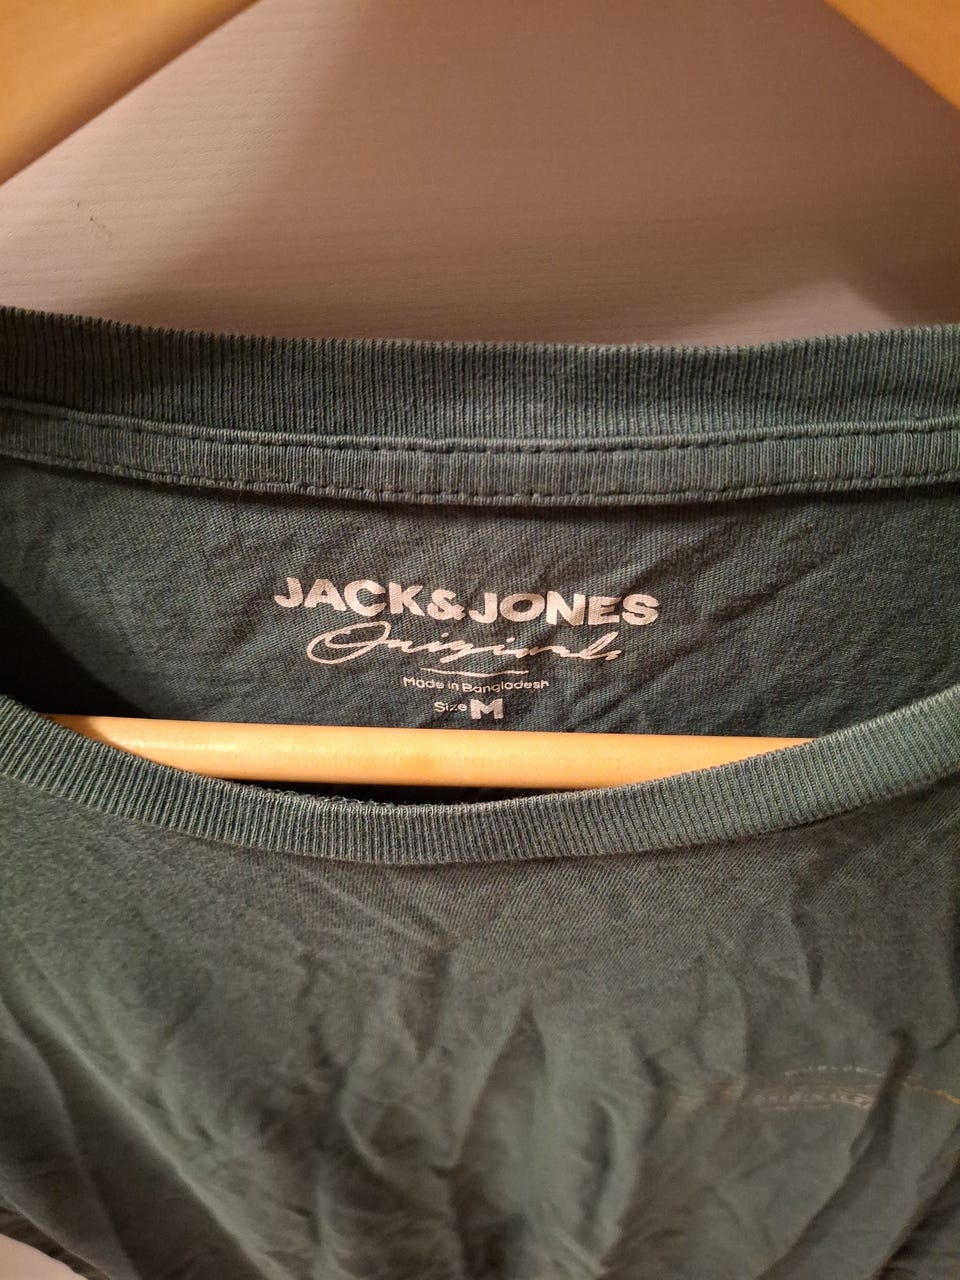 JACK&JONES
Originals
Made in Bangladesh
Size M